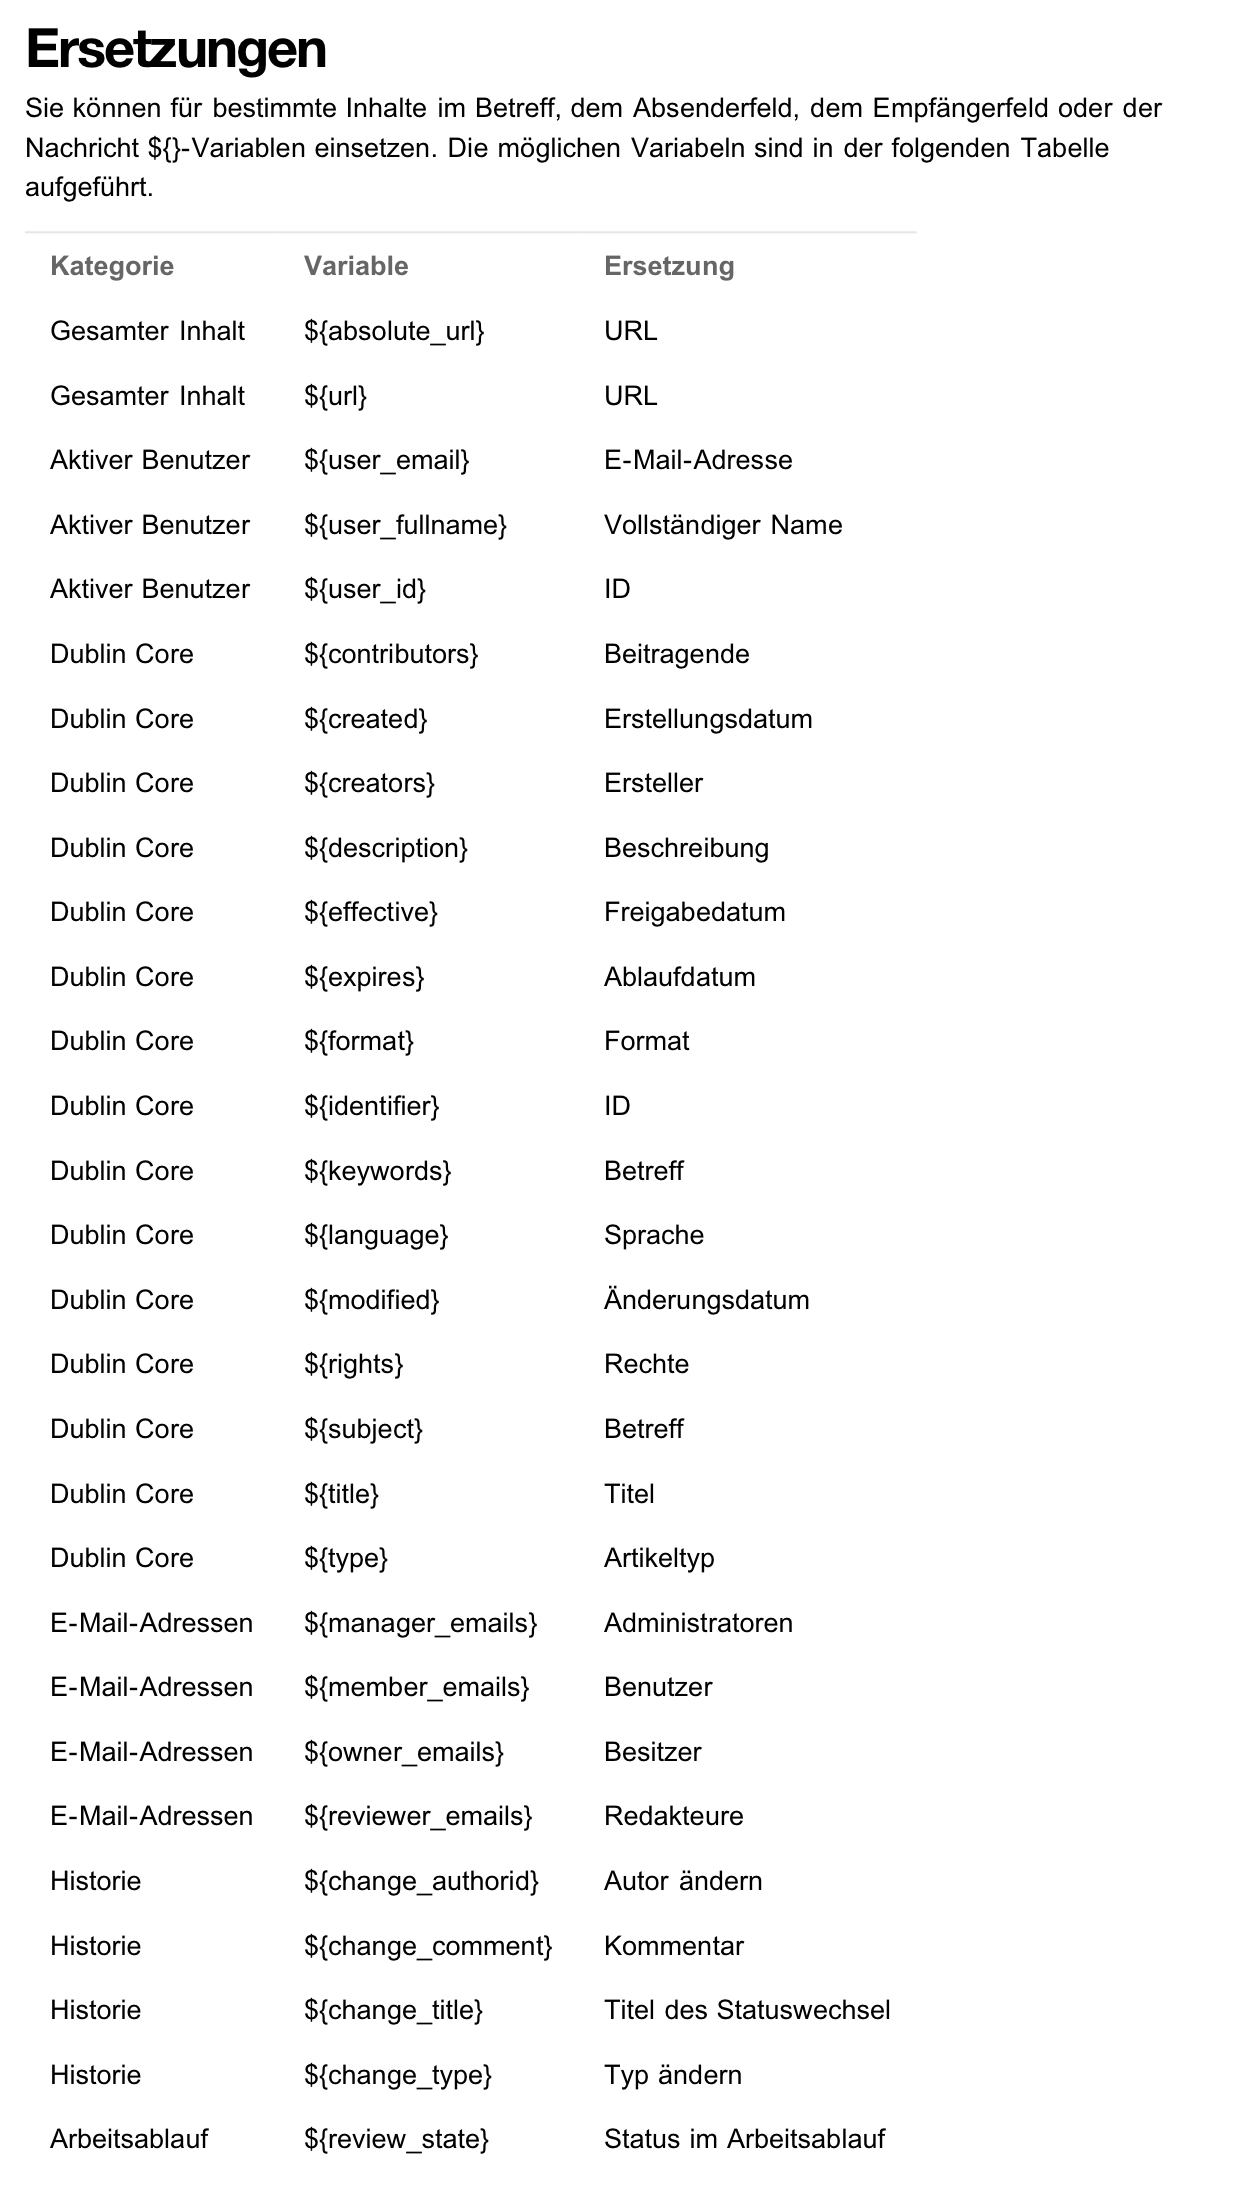 Ersetzungen
Sie können für bestimmte Inhalte im Betreff, dem Absenderfeld, dem Empfängerfeld oder der
Nachricht ${}-Variablen einsetzen. Die möglichen Variabeln sind in der folgenden Tabelle
aufgeführt.
Kategorie Variable Ersetzung
Gesamter Inhalt ${absolute_url} URL
Gesamter Inhalt ${url} URL
Aktiver Benutzer ${user_email} E-Mail-Adresse
Aktiver Benutzer ${user_fullname} Vollständiger Name
Aktiver Benutzer ${user_id} ID
Dublin Core ${contributors} Beitragende
Dublin Core ${created} Erstellungsdatum
Dublin Core ${creators} Ersteller
Dublin Core ${description} Beschreibung
Dublin Core ${effective} Freigabedatum
Dublin Core ${expires} Ablaufdatum
Dublin Core ${format} Format
Dublin Core ${identifier} ID
Dublin Core ${keywords} Betreff
Dublin Core ${language} Sprache
Dublin Core ${modified} Änderungsdatum
Dublin Core ${rights} Rechte
Dublin Core ${subject} Betreff
Dublin Core ${title} Titel
Dublin Core ${type} Artikeltyp
E-Mail-Adressen ${manager_emails} Administratoren
E-Mail-Adressen ${member_emails} Benutzer
E-Mail-Adressen ${owner_emails} Besitzer
E-Mail-Adressen ${reviewer_emails} Redakteure
Historie ${change_authorid} Autor ändern
Historie ${change_comment} Kommentar
Historie ${change_title} Titel des Statuswechsel
Historie ${change_type} Typ ändern
Arbeitsablauf ${review_state} Status im Arbeitsablauf